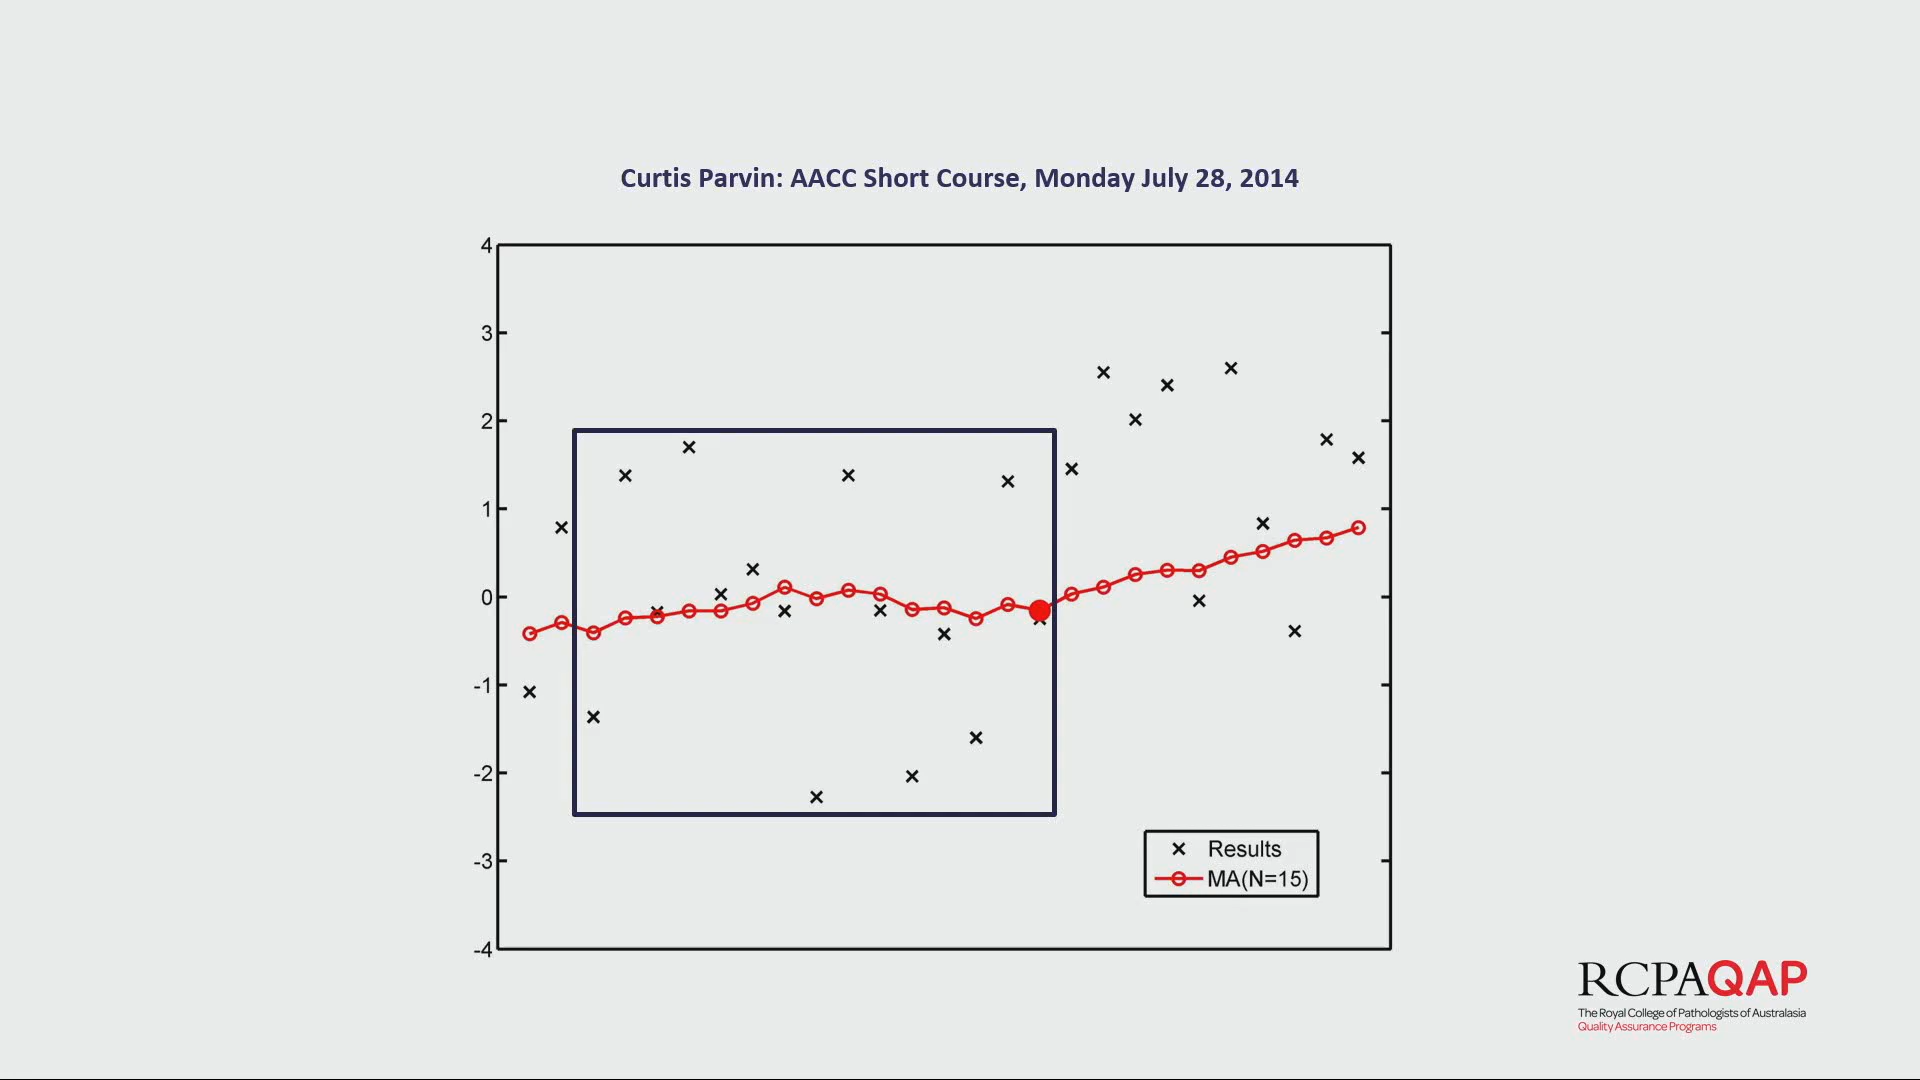 Curtis Parvin: AACC Short Course, Monday July 28, 2014
4
3
2
1
0
-1
-2
-3
-4
Results
MA(N=15)
RCPAQAP
The Royal College of Pathologists of Australasia
Quality Assurance Programs